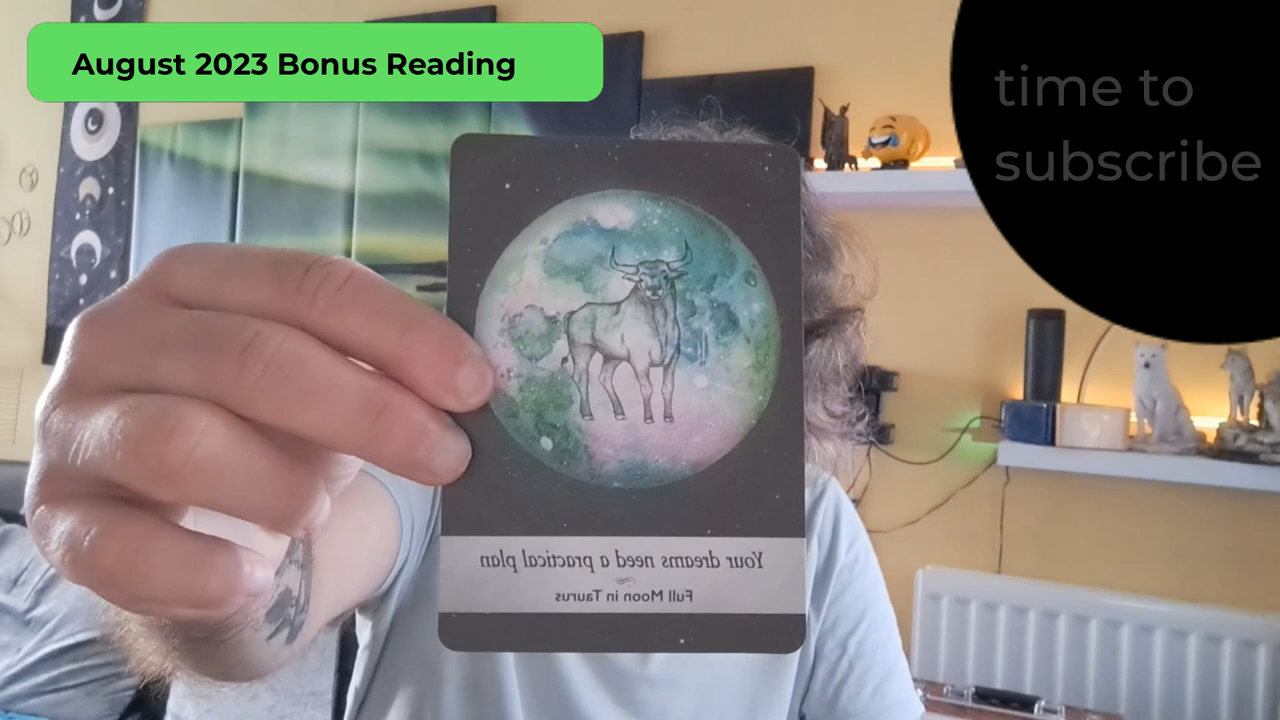 August 2023 Bonus Reading
time to
subscribe
Your dreams need a practical plan
Full Moon in Taurus